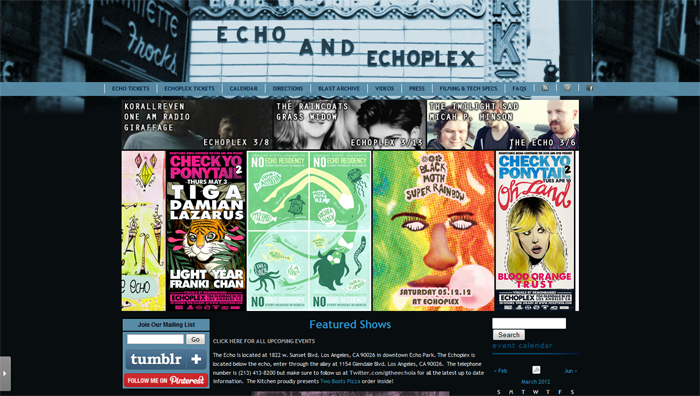 Frocks
ECHO AND ECHOPLEX
ECHO TICKETS
ECHOPLEX TICKETS
CALENDAR
DIRECTIONS
BLAST ARCHIVE
VIDEOS
PRESS
FILMING & TECH SPECS
FAQS
KORALLREVEN
ONE AM RADIO
GIRAFFAGE
ECHOPLEX 3/8
THE RAINCOATS
GRASS WIDOW
ECHOPLEX 3/13
THE TWILIGHT SAD
MICAH P. HINSON
THE ECHO 3/6
ECHO
CHECK YO
PONYTAIL 2
THURS MAY 3
TIGA
DAMIAN
LAZARUS
LIGHT YEAR
FRANKI CHAN
ECHOPLEX
NO
ECHO RESIDENCY
NO
ECHO RESIDENCY
NO
NO
BLACK
MOTH
SUPER RAINBOW
SATURDAY 05.12.12
AT ECHOPLEX
CHECK YO
PONYTAIL 2
TUES APR 10
Oh Land
BLOOD ORANGE
TRUST
ECHOPLEX
Join Our Mailing List
Go
tumblr. +
FOLLOW ME ON Pinterest
Featured Shows
CLICK HERE FOR ALL UPCOMING EVENTS
The Echo is located at 1822 w. Sunset Blvd. Los Angeles, CA 90026 in downtown Echo Park. The Echoplex is
located below the echo, enter through the alley at 1154 Glendale Blvd. Los Angeles, CA 90026. The telephone
number is (213) 413-8200 but make sure to follow us at Twitter.com/@theechola for all the latest up to date
information. The Kitchen proudly presents Two Boots Pizza order inside!
Search
event calendar
« Feb
Jun »
March 2012
S M T W T F S